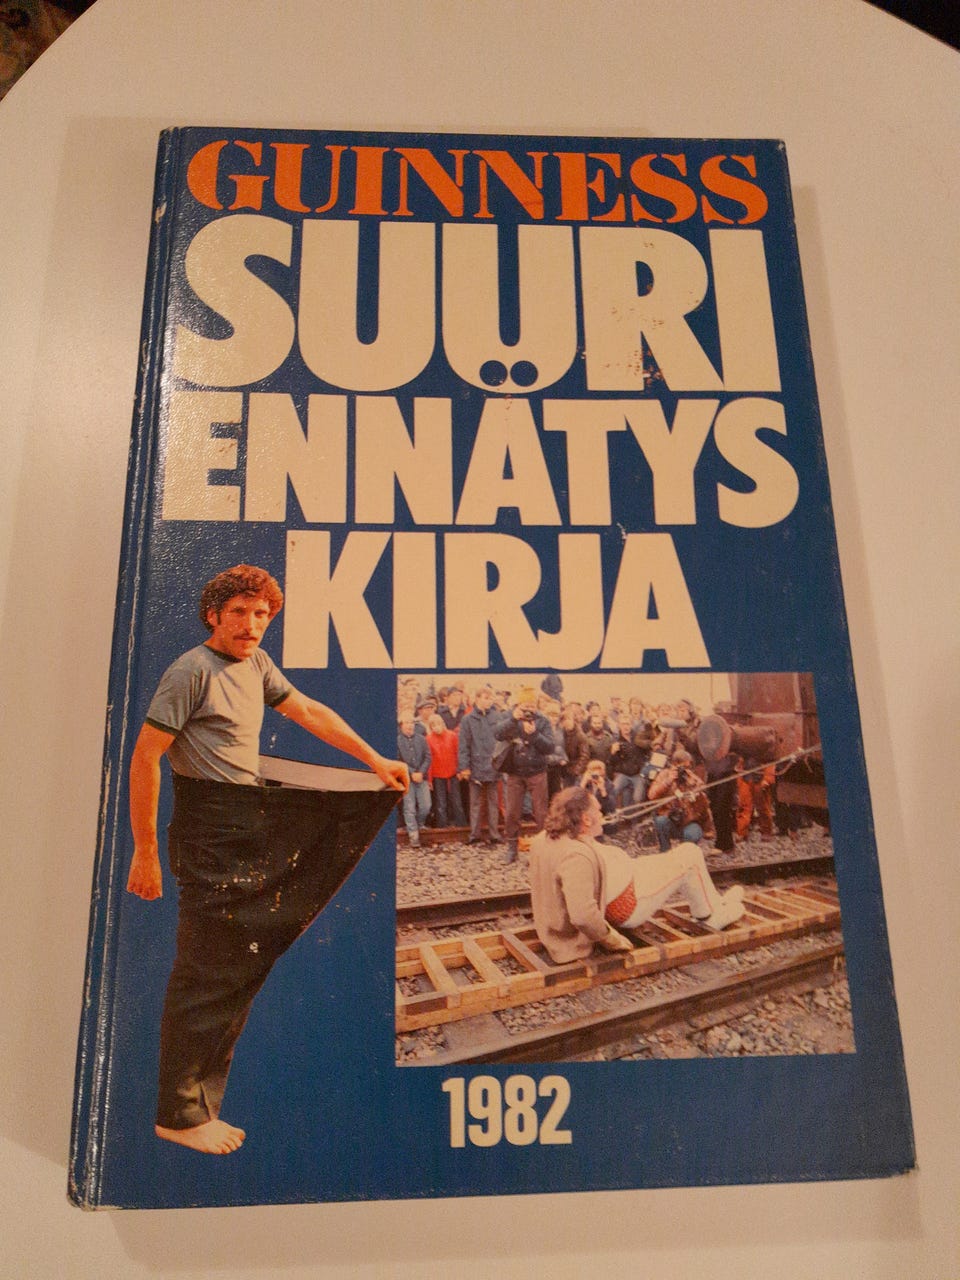 GUINNESS
SUURI
ENNÄTYS
KIRJA
1982